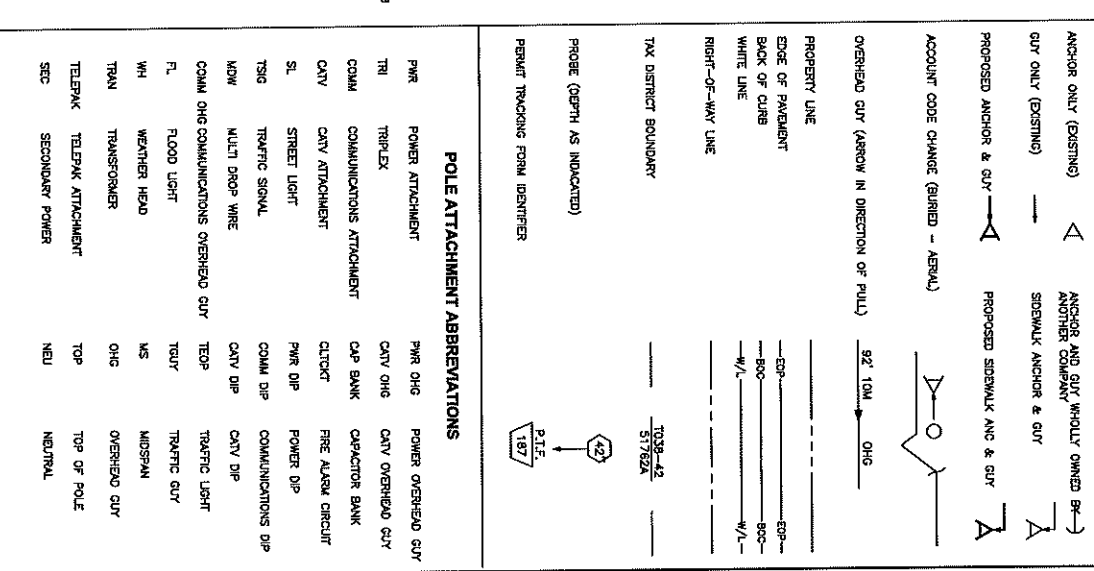 ANCHOR ONLY (EXISTING)
ANCHOR AND GUY WHOLLY OWNED BY
ANOTHER COMPANY
GUY ONLY (EXISTING)
SIDEWALK ANCHOR & GUY
PROPOSED ANCHOR & GUY
PROPOSED SIDEWALK ANC & GUY
ACCOUNT CODE CHANGE (BURIED - AERIAL)
OVERHEAD GUY (ARROW IN DIRECTION OF PULL) 92' 10M OHG
PROPERTY LINE
EDGE OF PAVEMENT EOP EOP
BACK OF CURB BOC BOC
WHITE LINE W/L W/L
RIGHT-OF-WAY LINE
TAX DISTRICT BOUNDARY T038-42
51762A
PROBE (DEPTH AS INDACATED) 42"
PERMIT TRACKING FORM IDENTIFIER P.T.F.
187
POLE ATTACHMENT ABBREVIATIONS
PWR POWER ATTACHMENT PWR OHG POWER OVERHEAD GUY
TRI TRIPLEX CATV OHG CATV OVERHEAD GUY
COMM COMMUNICATIONS ATTACHMENT CAP BANK CAPACITOR BANK
CATV CATV ATTACHMENT CLTCKT FIRE ALARM CIRCUIT
SL STREET LIGHT PWR DIP POWER DIP
TSIG TRAFFIC SIGNAL COMM DIP COMMUNICATIONS DIP
MDW MULTI DROP WIRE CATV DIP CATV DIP
COMM OHG COMMUNICATIONS OVERHEAD GUY TEOP TRAFFIC LIGHT
FL FLOOD LIGHT TGUY TRAFFIC GUY
WH WEATHER HEAD MS MIDSPAN
TRAN TRANSFORMER OHG OVERHEAD GUY
TELEPAK TELEPAK ATTACHMENT TOP TOP OF POLE
SEC SECONDARY POWER NEU NEUTRAL